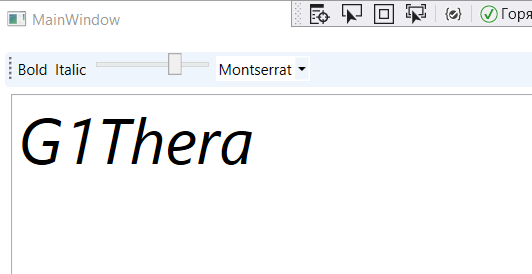 MainWindow
Горя
Bold Italic Montserrat
G1Thera